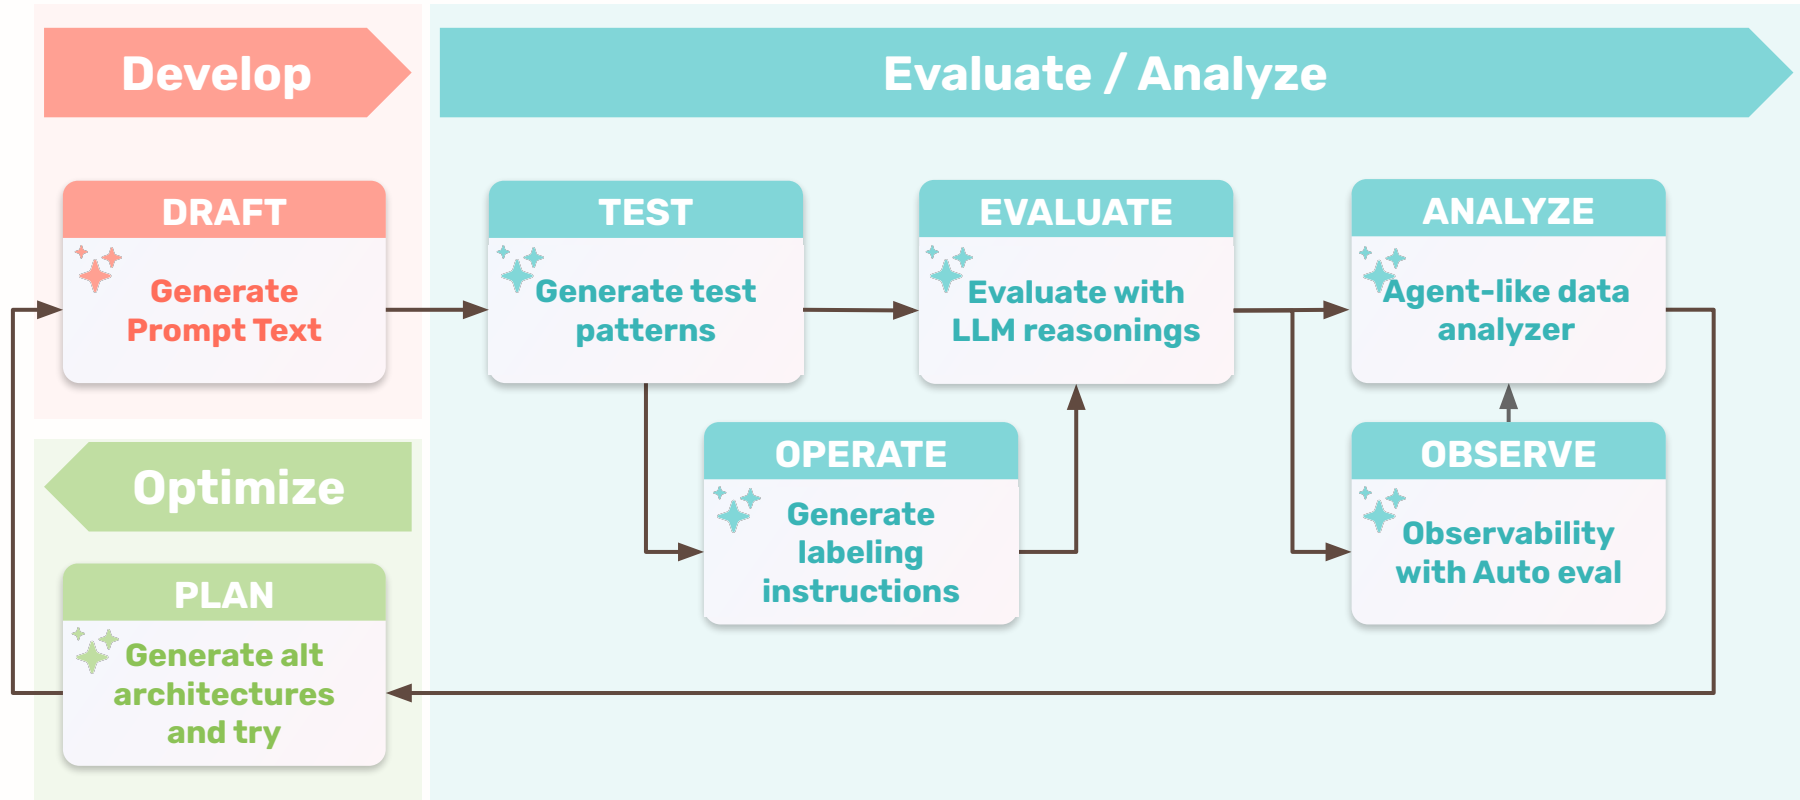 Develop
Evaluate / Analyze
DRAFT
Generate
Prompt Text
TEST
Generate test
patterns
EVALUATE
Evaluate with
LLM reasonings
ANALYZE
Agent-like data
analyzer
OPERATE
Generate
labeling
instructions
OBSERVE
Observability
with Auto eval
Optimize
PLAN
Generate alt
architectures
and try